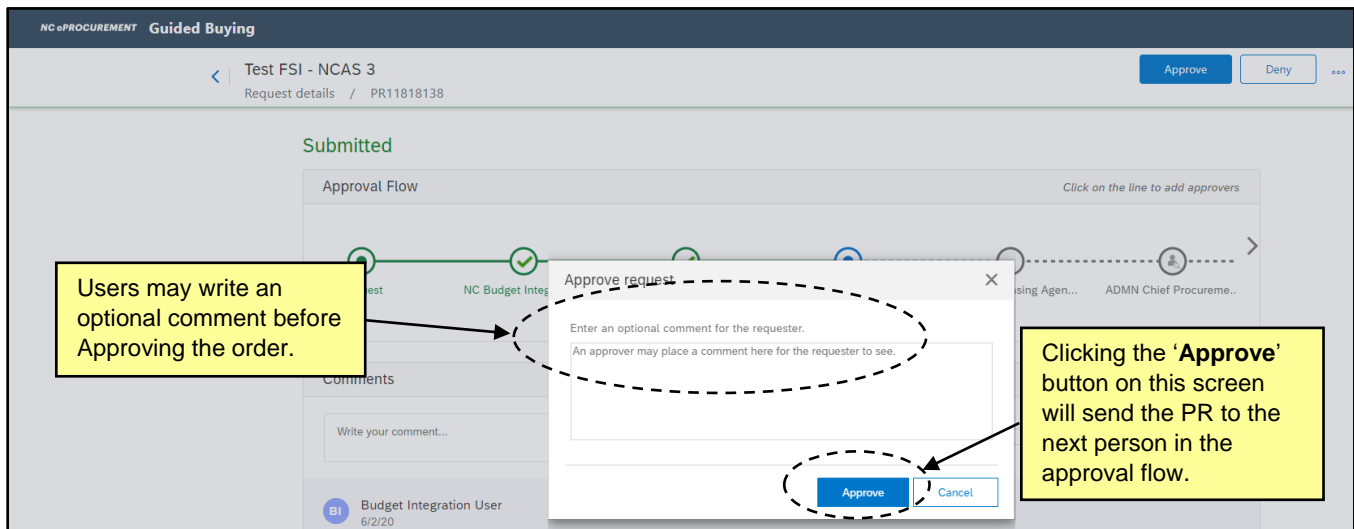 NC ePROCUREMENT Guided Buying
Test FSI - NCAS 3
Request details / PR11818138
Approve
Deny
Submitted
Approval Flow
Click on the line to add approvers
NC Budget
ADMN Chief Procureme..
Users may write an
optional comment before
Approving the order.
Approve request
Enter an optional comment for the requester.
An approver may place a comment here for the requester to see.
Approve
Cancel
Clicking the ‘Approve’
button on this screen
will send the PR to the
next person in the
approval flow.
Comments
Write your comment...
BI
Budget Integration User
6/2/20